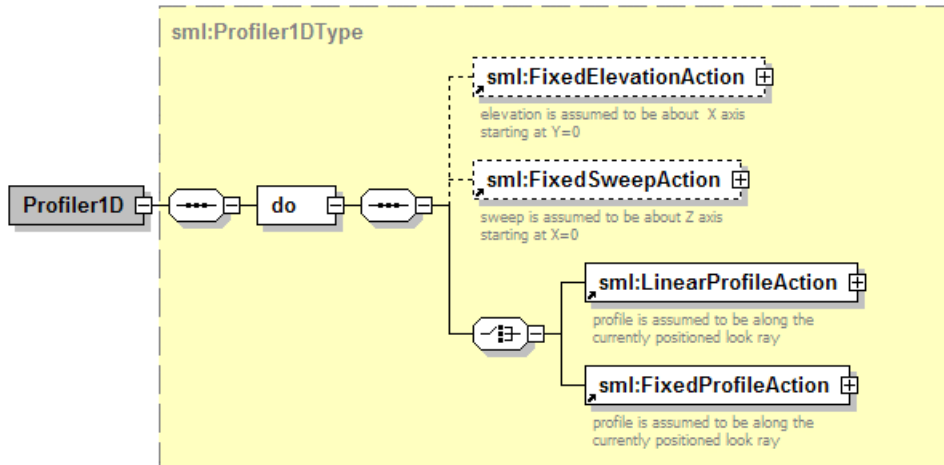 sml:Profiler1DType
sml:FixedElevationAction
elevation is assumed to be about X axis
starting at Y=0
sml:FixedSweepAction
sweep is assumed to be about Z axis
starting at X=0
Profiler1D
do
sml:LinearProfileAction
profile is assumed to be along the
currently positioned look ray
sml:FixedProfileAction
profile is assumed to be along the
currently positioned look ray